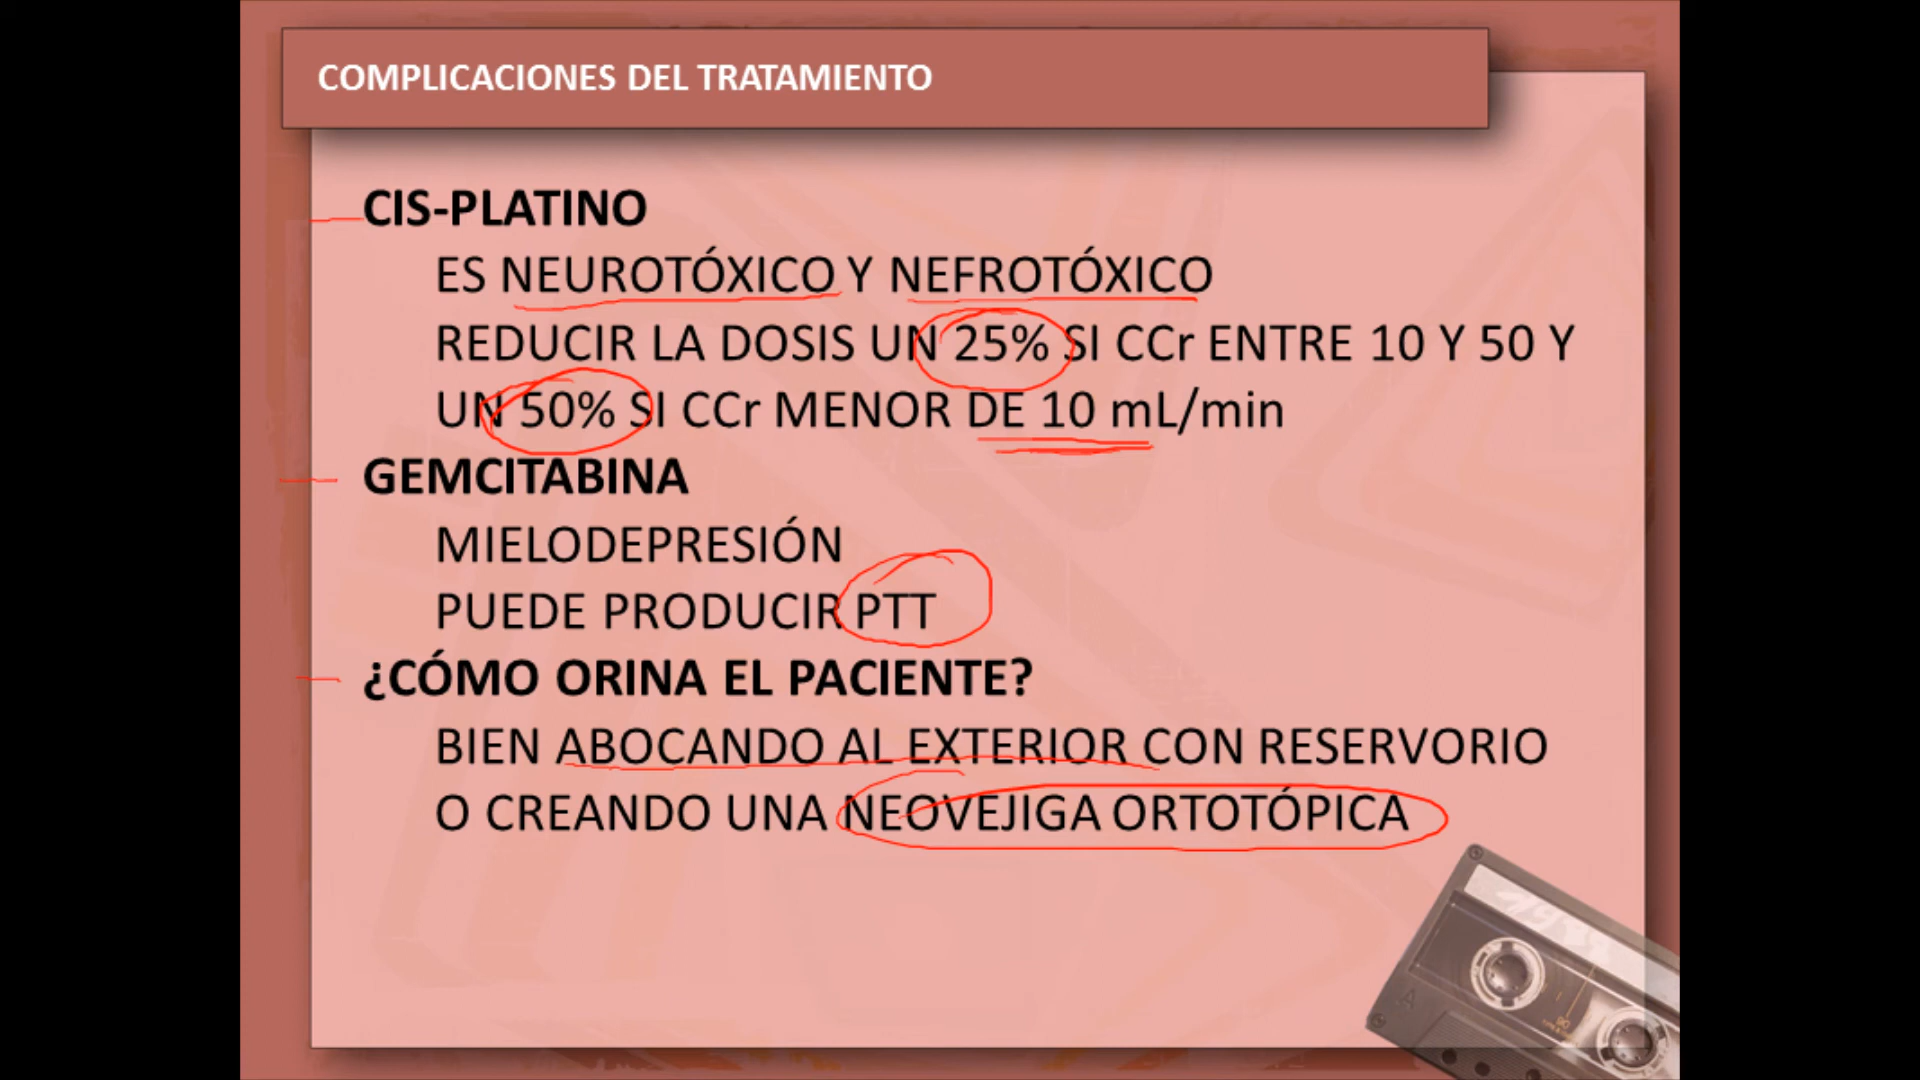 COMPLICACIONES DEL TRATAMIENTO
CIS-PLATINO
ES NEUROTÓXICO Y NEFROTÓXICO
REDUCIR LA DOSIS UN 25% SI CCr ENTRE 10 Y 50 Y
UN 50% SI CCr MENOR DE 10 mL/min
GEMCITABINA
MIELODEPRESIÓN
PUEDE PRODUCIR PTT
¿CÓMO ORINA EL PACIENTE?
BIEN ABOCANDO AL EXTERIOR CON RESERVORIO
O CREANDO UNA NEOVEJIGA ORTOTÓPICA
A